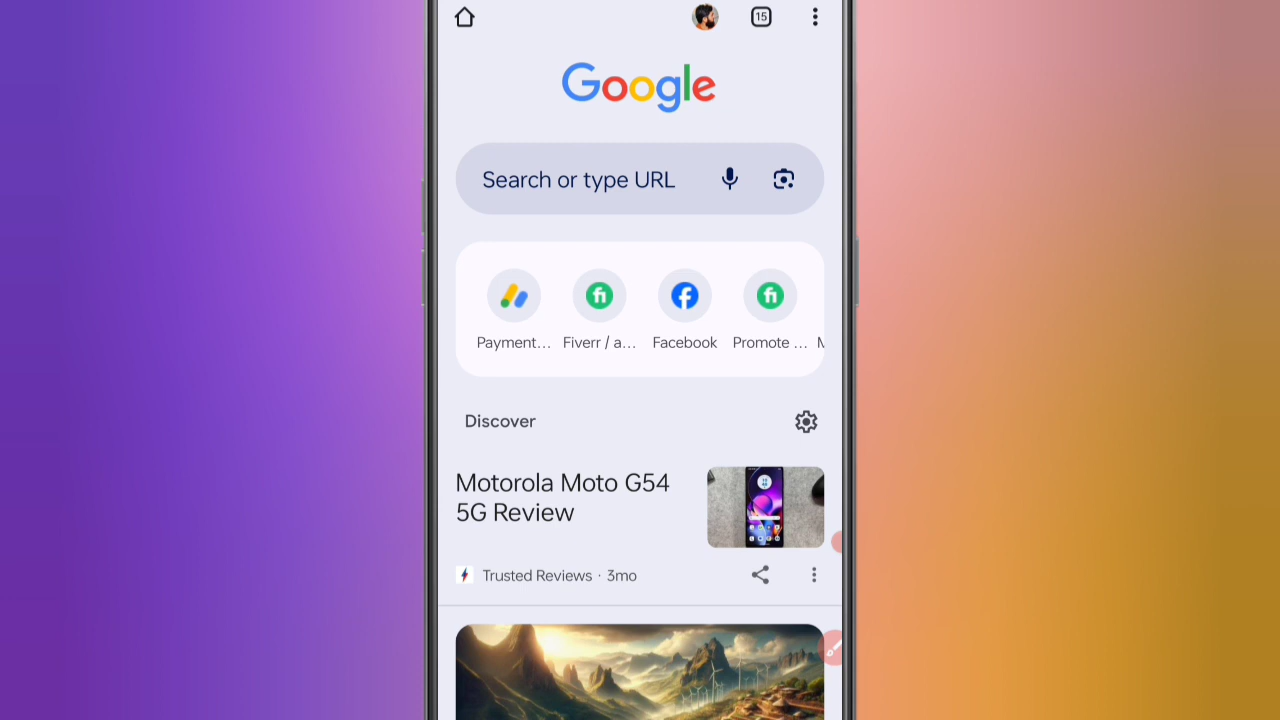 15
Google
Search or type URL
Payment... Fiverr / a... Facebook Promote ... M
Discover
Motorola Moto G54
5G Review
Trusted Reviews · 3mo